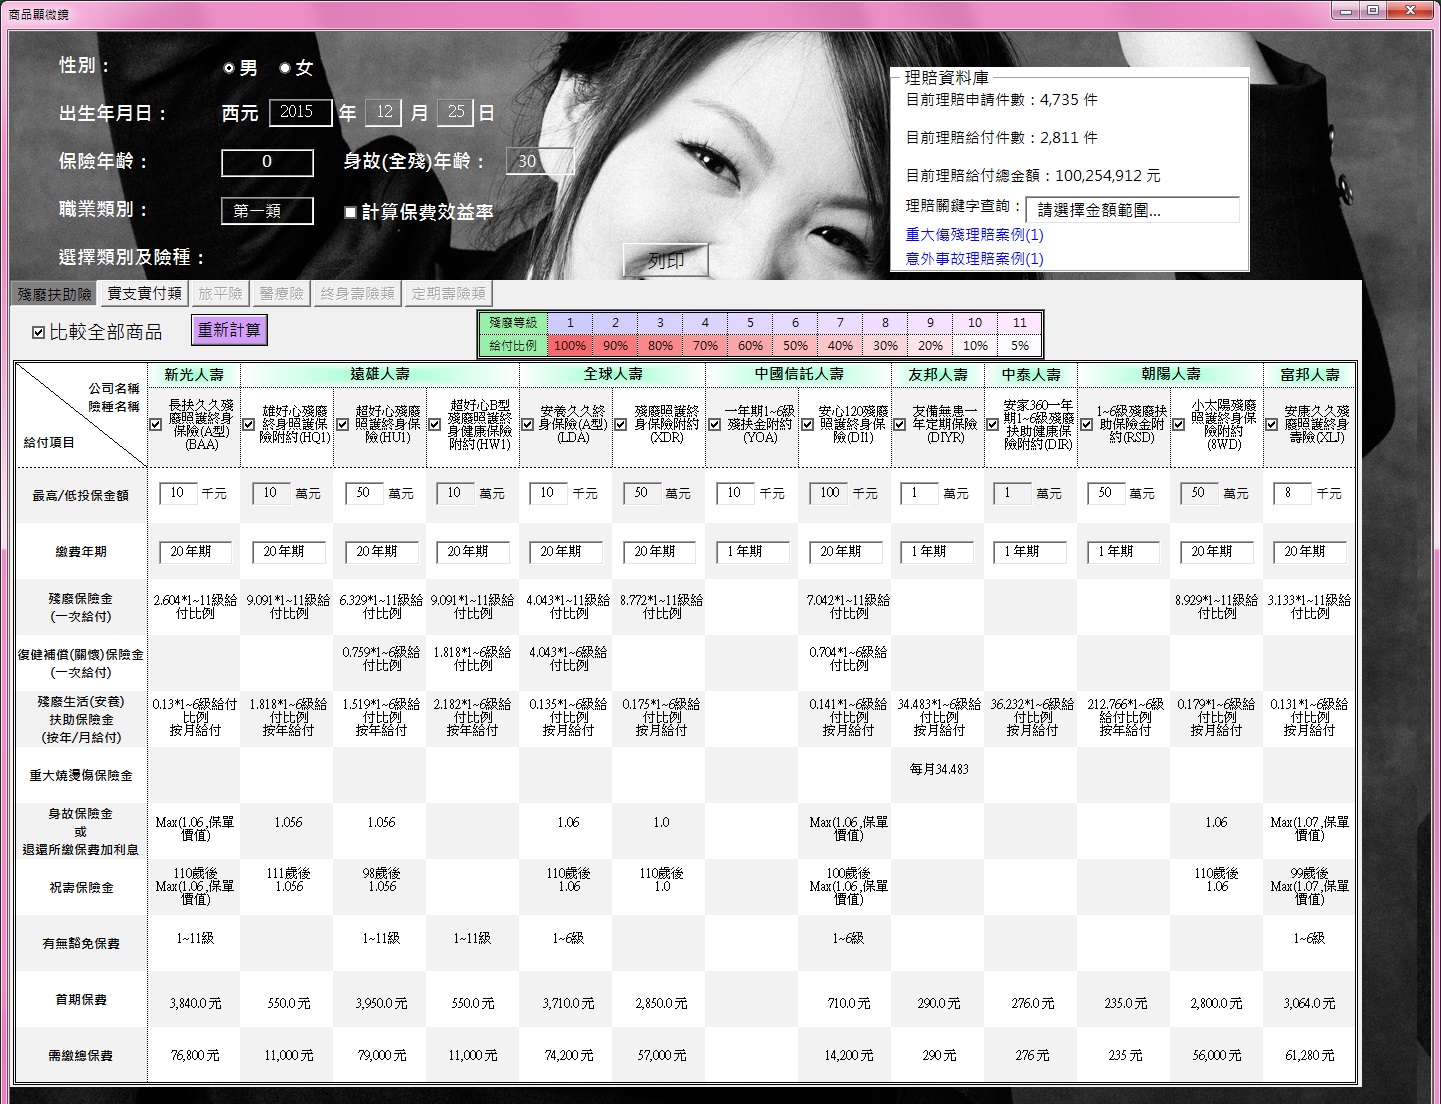 商品顯微鏡
性別：
男
女
出生年月日：
西元 2015 年 12 月 25 日
保險年齡：
0
身故(全殘)年齡：
30
職業類別：
第一類
計算保費效益率
選擇類別及險種：
列印
理賠資料庫
目前理賠申請件數：4,735 件
目前理賠給付件數：2,811 件
目前理賠給付總金額：100,254,912 元
理賠關鍵字查詢： 請選擇金額範圍...
重大傷殘理賠案例(1)
意外事故理賠案例(1)
殘廢扶助險 實支實付類 旅平險 醫療險 終身壽險類 定期壽險類
比較全部商品
重新計算
殘廢等級 1 2 3 4 5 6 7 8 9 10 11
給付比例 100% 90% 80% 70% 60% 50% 40% 30% 20% 10% 5%
公司名稱
險種名稱
給付項目
新光人壽 遠雄人壽 全球人壽 中國信託人壽 友邦人壽 中泰人壽 朝陽人壽 富邦人壽
長扶久久殘
廢照護終身
保險(A型)
(BAA)
雄好心殘廢
終身照護保
險附約(HQ1)
超好心殘廢
照護終身保
險(HU1)
超好心B型
殘廢照護終
身健康保險
附約(HW1)
安養久久終
身保險(A型)
(LDA)
殘廢照護終
身保險附約
(XDR)
一年期1~6級
殘扶金附約
(YOA)
安心120殘廢
照護終身保
險(DI1)
友備無患一
年定期保險
(DIYR)
安家360一年
期1~6級殘廢
扶助健康保
險附約(DIR)
1~6級殘廢扶
助保險金附
約(RSD)
小太陽殘廢
照護終身保
險附約
(8WD)
安康久久殘
廢照護終身
壽險(XLJ)
最高/低投保金額 10 千元 10 萬元 50 萬元 10 萬元 10 千元 50 萬元 10 千元 100 千元 1 萬元 1 萬元 50 萬元 50 萬元 8 千元
繳費年期 20年期 20年期 20年期 20年期 20年期 20年期 1年期 20年期 1年期 1年期 1年期 20年期 20年期
殘廢保險金
(一次給付)
2.604*1~11級給
付比例
9.091*1~11級給
付比例
6.329*1~11級給
付比例
9.091*1~11級給
付比例
4.043*1~11級給
付比例
8.772*1~11級給
付比例
7.042*1~11級給
付比例
8.929*1~11級給
付比例
3.133*1~11級給
付比例
復健補償(關懷)保險金
(一次給付)
0.759*1~6級給
付比例
1.818*1~6級給
付比例
4.043*1~6級給
付比例
0.704*1~6級給
付比例
殘廢生活(安養)
扶助保險金
(按年/月給付)
0.13*1~6級給付
比例
按月給付
1.818*1~6級給
付比例
按年給付
1.519*1~6級給
付比例
按年給付
2.182*1~6級給
付比例
按年給付
0.135*1~6級給
付比例
按月給付
0.175*1~6級給
付比例
按月給付
0.141*1~6級給
付比例
按月給付
34.483*1~6級給
付比例
按月給付
36.232*1~6級給
付比例
按月給付
212.766*1~6級
給付比例
按年給付
0.179*1~6級給
付比例
按月給付
0.131*1~6級給
付比例
按月給付
重大燒燙傷保險金
每月34.483
身故保險金
或
退還所繳保費加利息
Max(1.06,保單
價值)
1.056
1.056
1.06
1.0
Max(1.06,保單
價值)
1.06
Max(1.07,保單
價值)
祝壽保險金
110歲後
Max(1.06,保單
價值)
111歲後
1.056
98歲後
1.056
110歲後
1.06
110歲後
1.0
100歲後
Max(1.06,保單
價值)
110歲後
1.06
99歲後
Max(1.07,保單
價值)
有無豁免保費 1~11級 1~11級 1~11級 1~6級 1~6級 1~6級
首期保費 3,840.0元 550.0元 3,950.0元 550.0元 3,710.0元 2,850.0元 710.0元 290.0元 276.0元 235.0元 2,800.0元 3,064.0元
需繳總保費 76,800元 11,000元 79,000元 11,000元 74,200元 57,000元 14,200元 290元 276元 235元 56,000元 61,280元